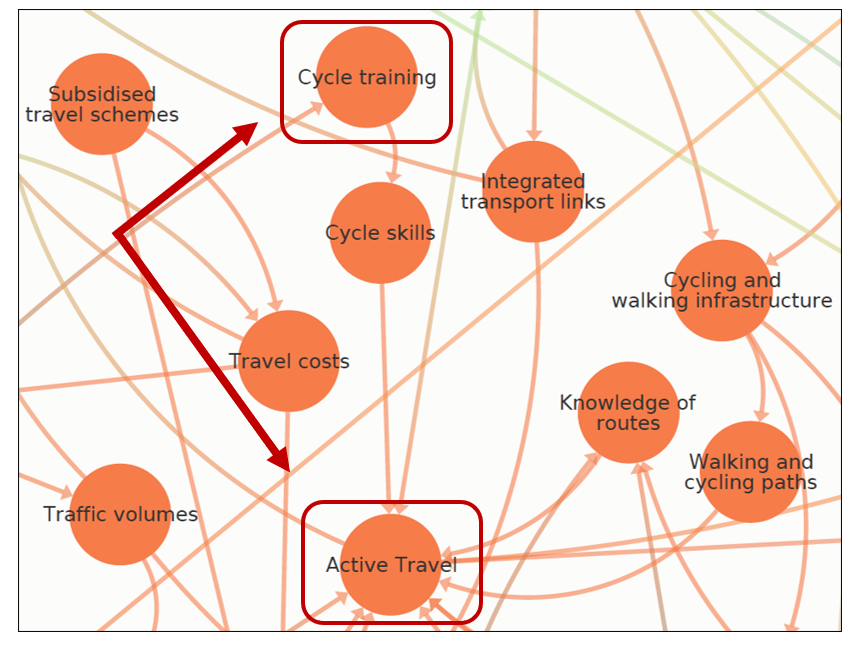 Cycle training
Subsidised
travel schemes
Integrated
transport links
Cycle skills
Cycling and
walking infrastructure
Travel costs
Knowledge of
routes
Walking and
cycling paths
Traffic volumes
Active Travel